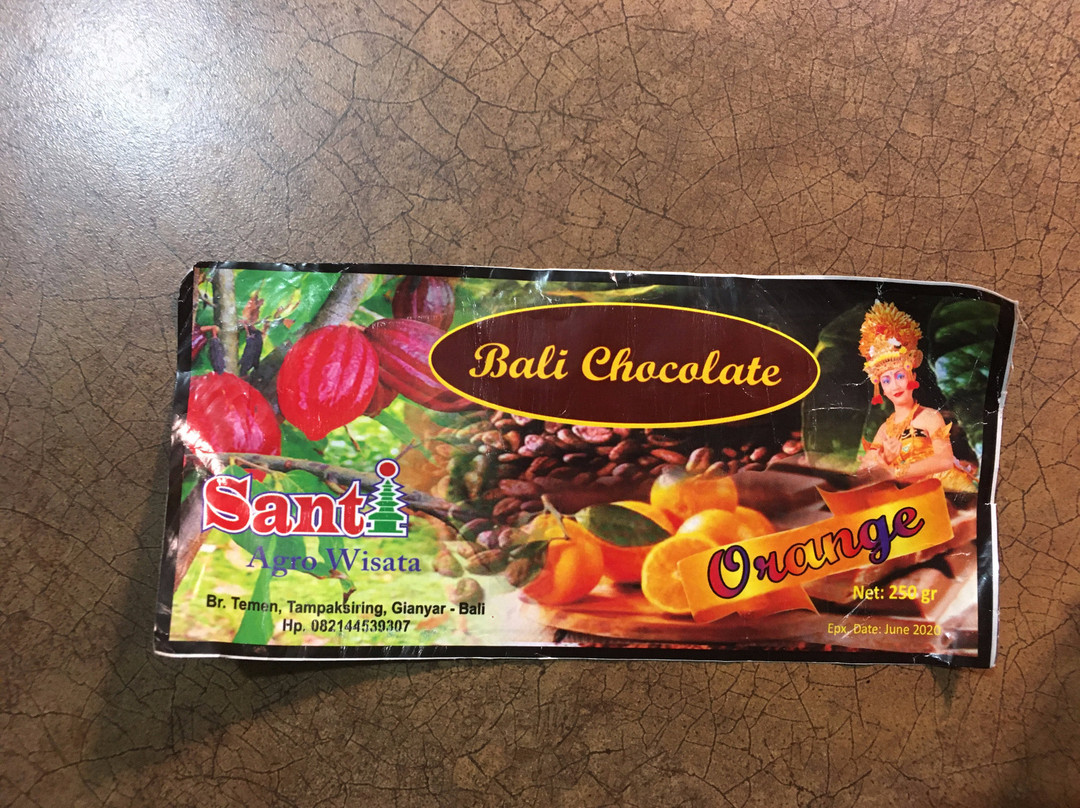 Bali Chocolate
Santi
Agro Wisata
Br. Temen, Tampaksiring, Gianyar - Bali
Hp. 082144539307
Orange
Net: 250 gr
Epx. Date: June 2020